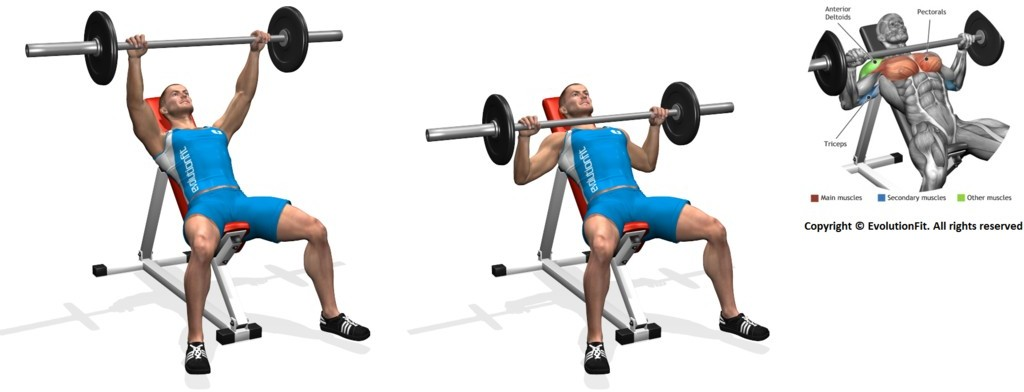 evolutionfit.
evolutionfit.
Anterior
Deltoids
Pectorals
Triceps
Main muscles
Secondary muscles
Other muscles
Copyright © EvolutionFit. All rights reserved